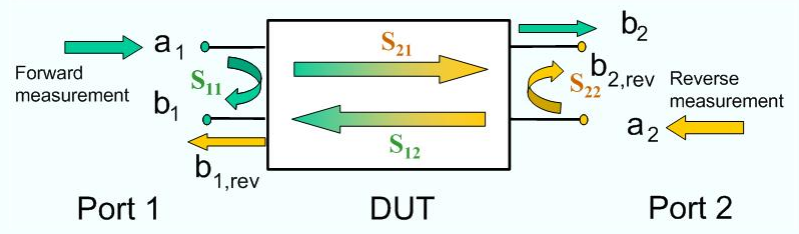 a1
b2
S21
Forward
measurement
S11
b2,rev
S22
Reverse
measurement
b1
a2
S12
b1,rev
Port 1
DUT
Port 2